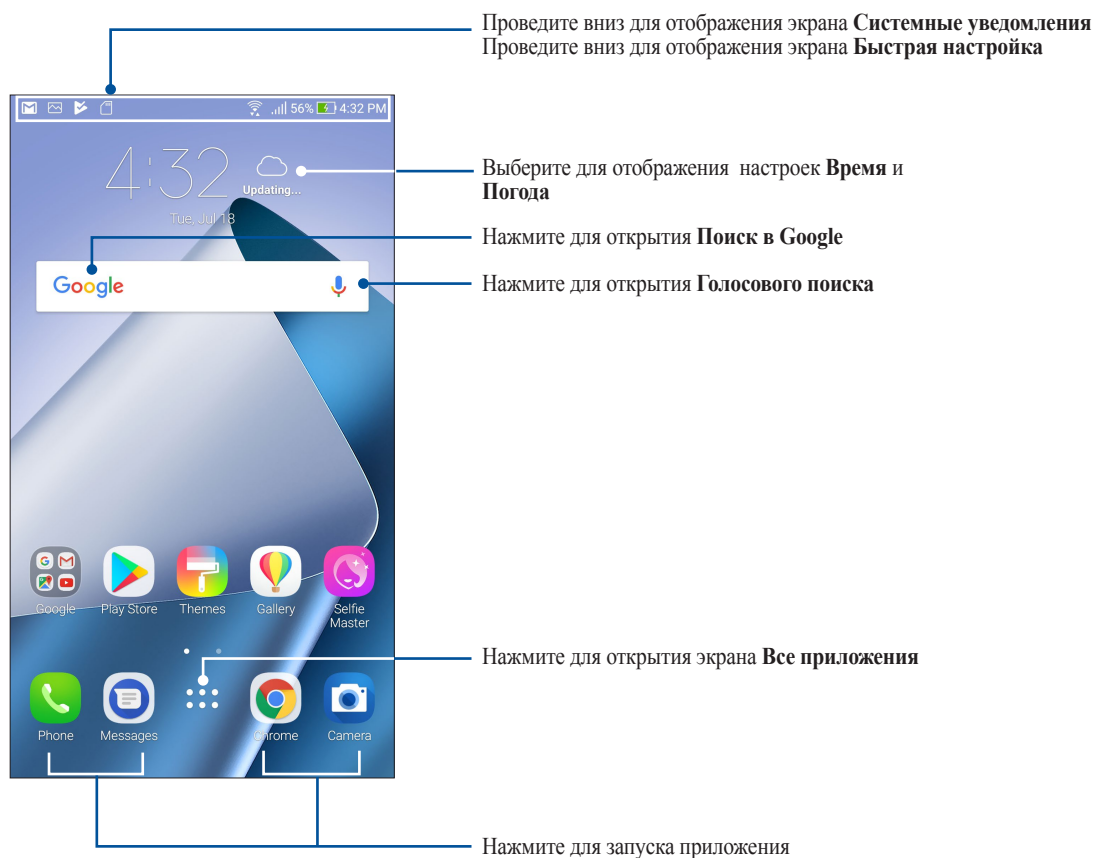 Проведите вниз для отображения экрана Системные уведомления
Проведите вниз для отображения экрана Быстрая настройка
56% 4:32 PM
4:32
Updating...
Tue, Jul 18
Выберите для отображения настроек Время и
Погода
Нажмите для открытия Поиск в Google
Google
Нажмите для открытия Голосового поиска
Google Play Store Themes Gallery Selfie
Master
Нажмите для открытия экрана Все приложения
Phone Messages Chrome Camera
Нажмите для запуска приложения